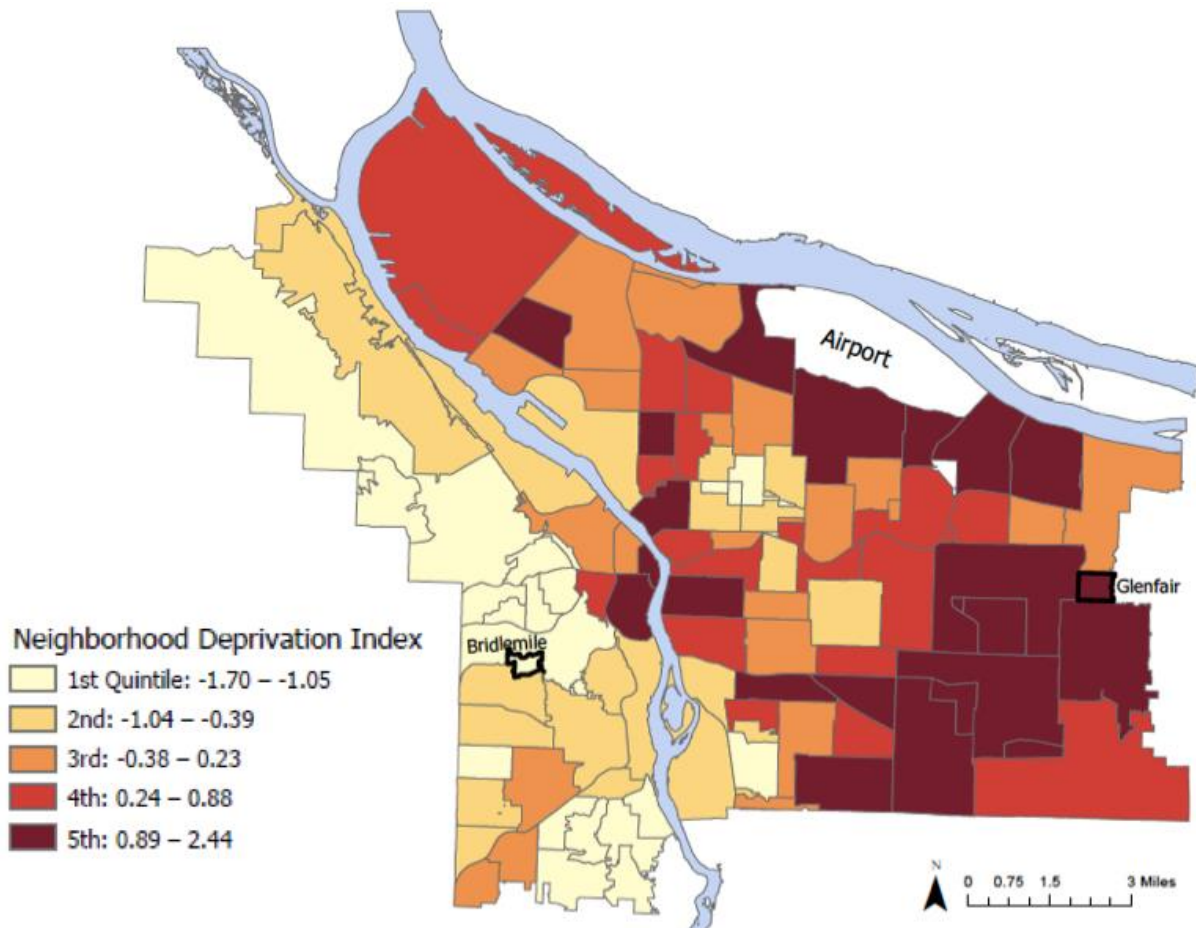 Airport
Glenfair
Bridlemile
Neighborhood Deprivation Index
1st Quintile: -1.70 – -1.05
2nd: -1.04 – -0.39
3rd: -0.38 – 0.23
4th: 0.24 – 0.88
5th: 0.89 – 2.44
N
0 0.75 1.5 3 Miles